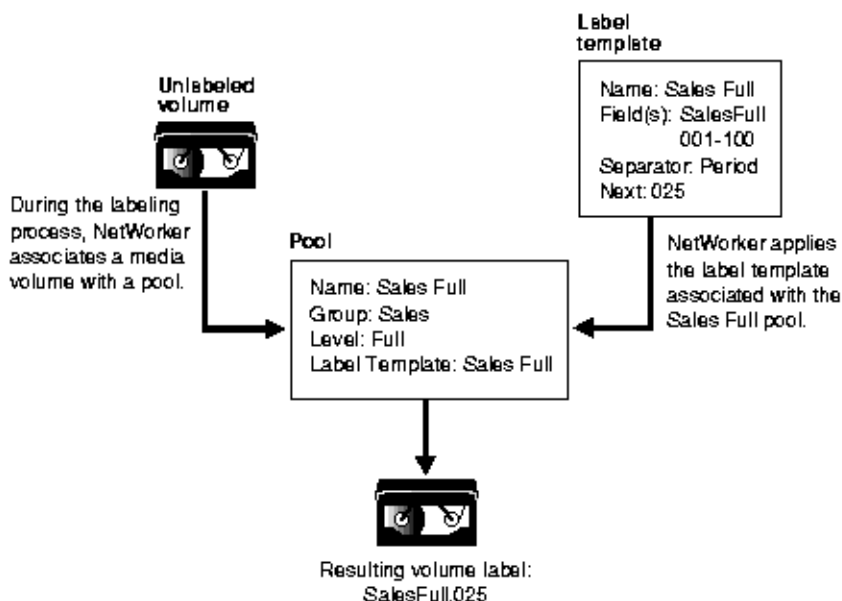 Label
template
Name: Sales Full
Field(s): SalesFull
001-100
Separator: Period
Next: 025
Unlabeled
volume
During the labeling
process, NetWorker
associates a media
volume with a pool.
Pool
Name: Sales Full
Group: Sales
Level: Full
Label Template: Sales Full
NetWorker applies
the label template
associated with the
Sales Full pool.
Resulting volume label:
SalesFull.025